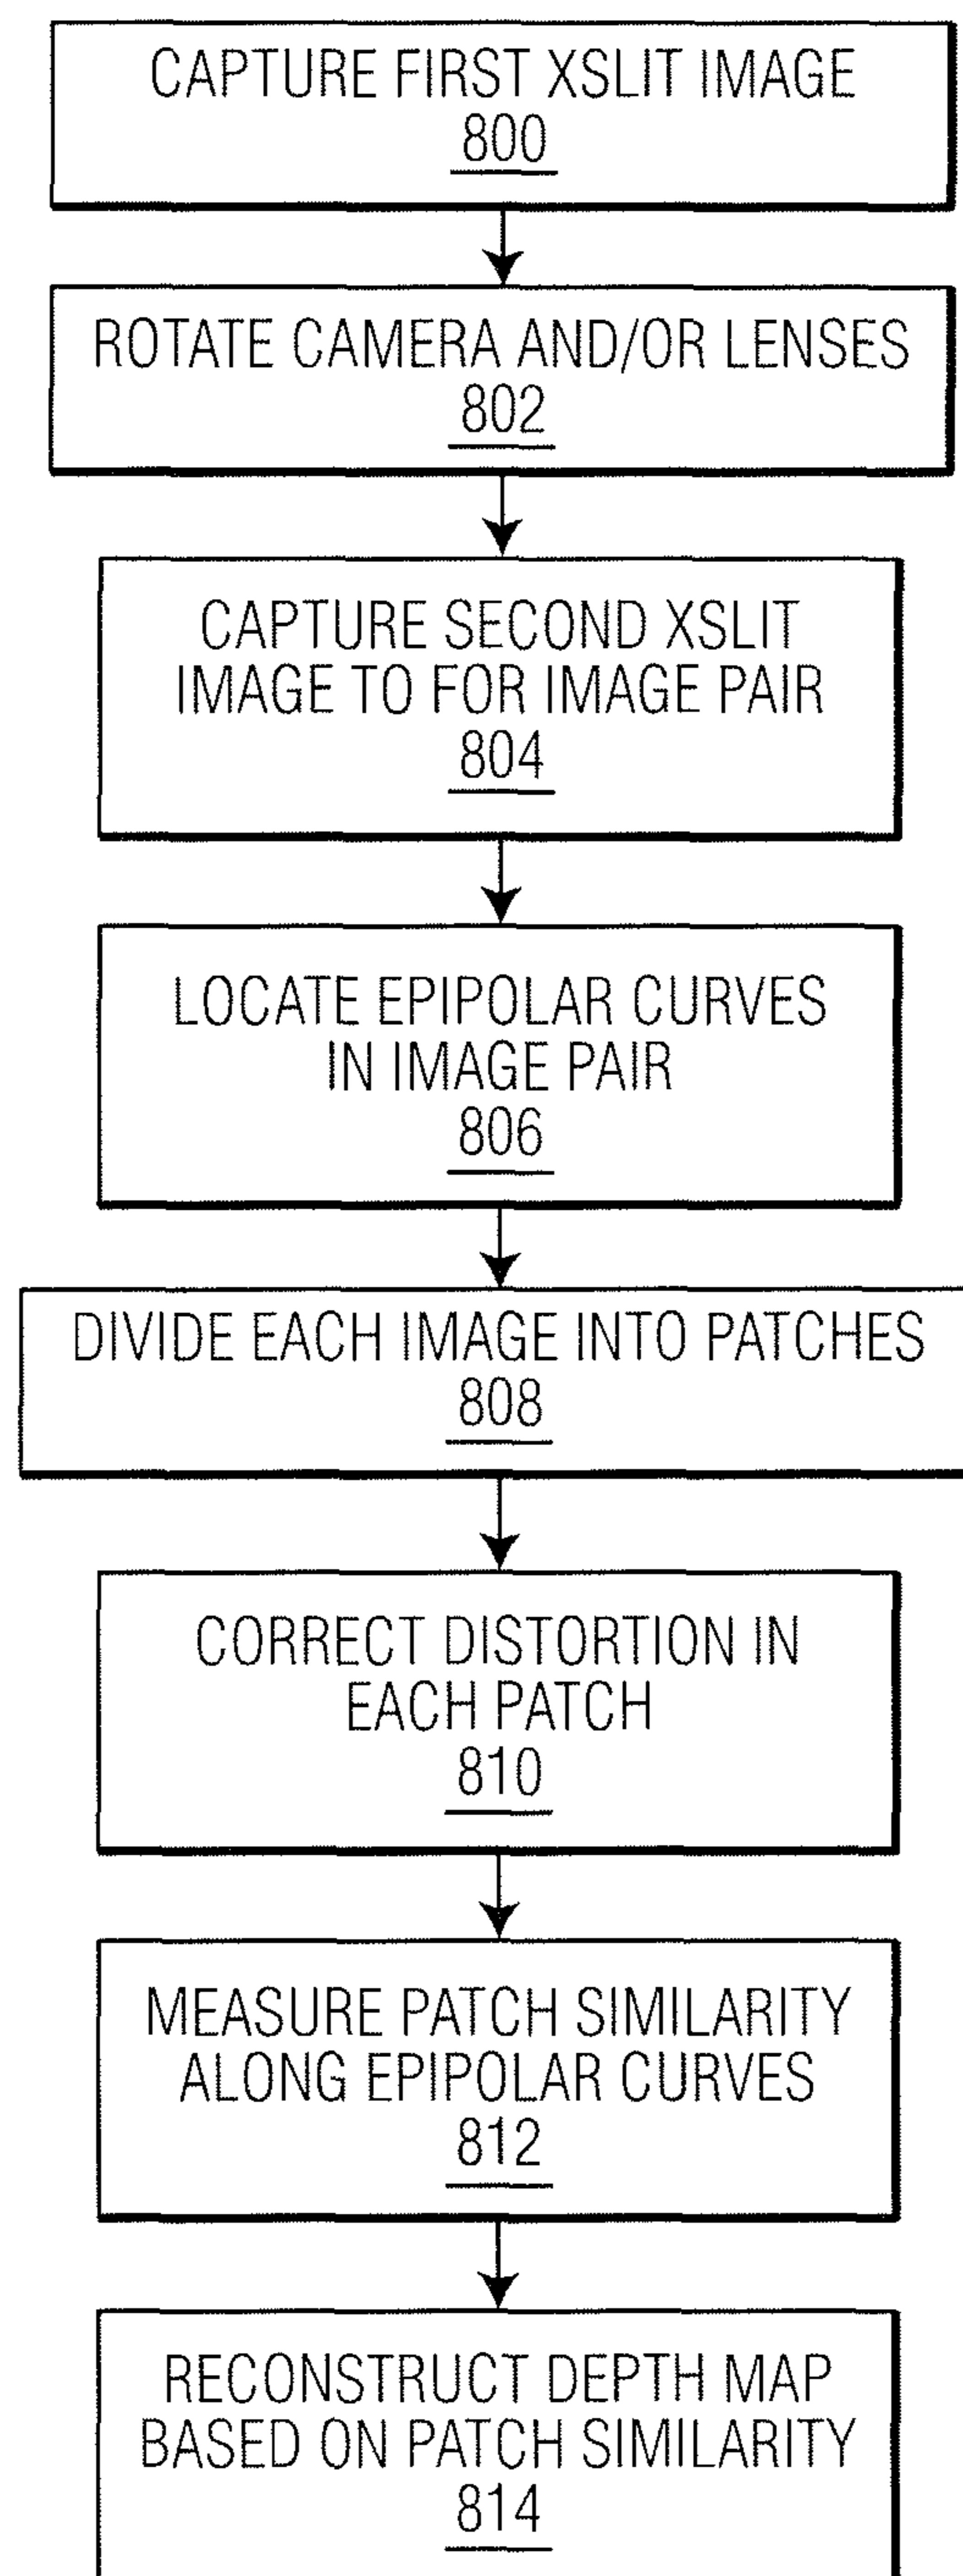 CAPTURE FIRST XSLIT IMAGE
800
ROTATE CAMERA AND/OR LENSES
802
CAPTURE SECOND XSLIT
IMAGE TO FOR IMAGE PAIR
804
LOCATE EPIPOLAR CURVES
IN IMAGE PAIR
806
DIVIDE EACH IMAGE INTO PATCHES
808
CORRECT DISTORTION IN
EACH PATCH
810
MEASURE PATCH SIMILARITY
ALONG EPIPOLAR CURVES
812
RECONSTRUCT DEPTH MAP
BASED ON PATCH SIMILARITY
814